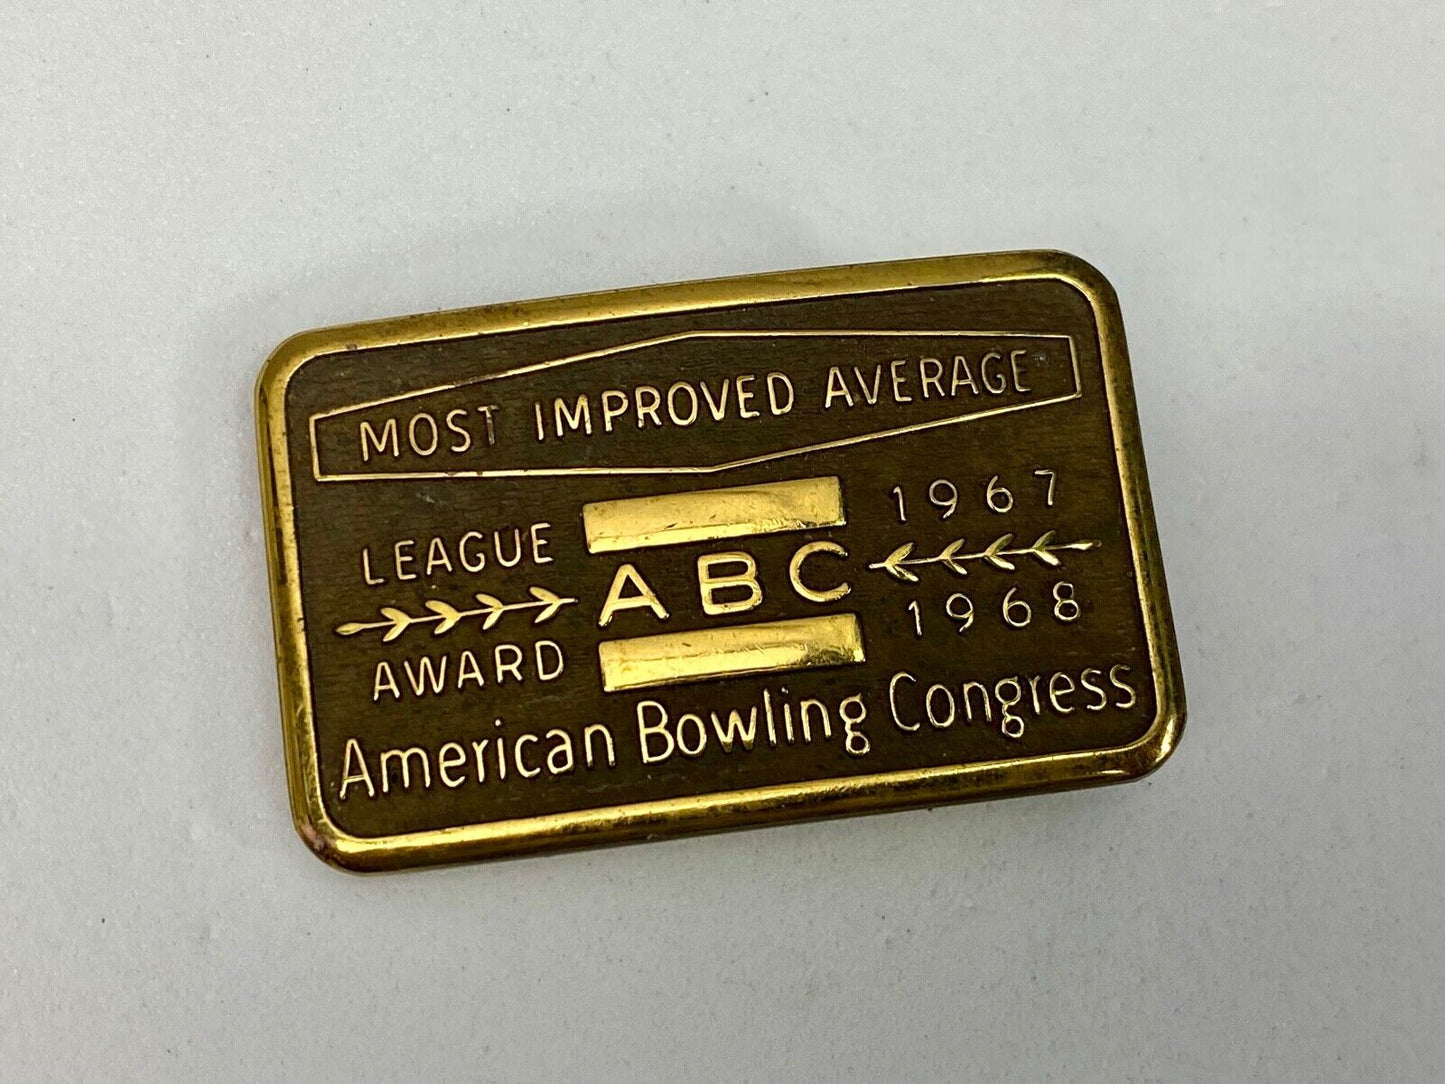 MOST IMPROVED AVERAGE
LEAGUE
AWARD
ABC
1967
1968
American Bowling Congress